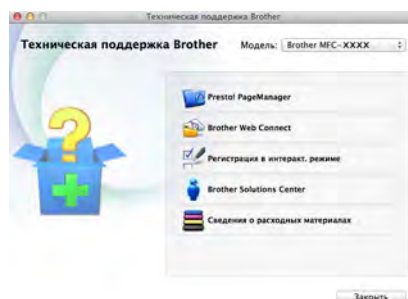 Техническая поддержка Brother
Техническая поддержка Brother Модель: Brother MFC-XXXX
Presto! PageManager
Brother Web Connect
Регистрация в интеракт. режиме
Brother Solutions Center
Сведения о расходных материалах
Закрыть